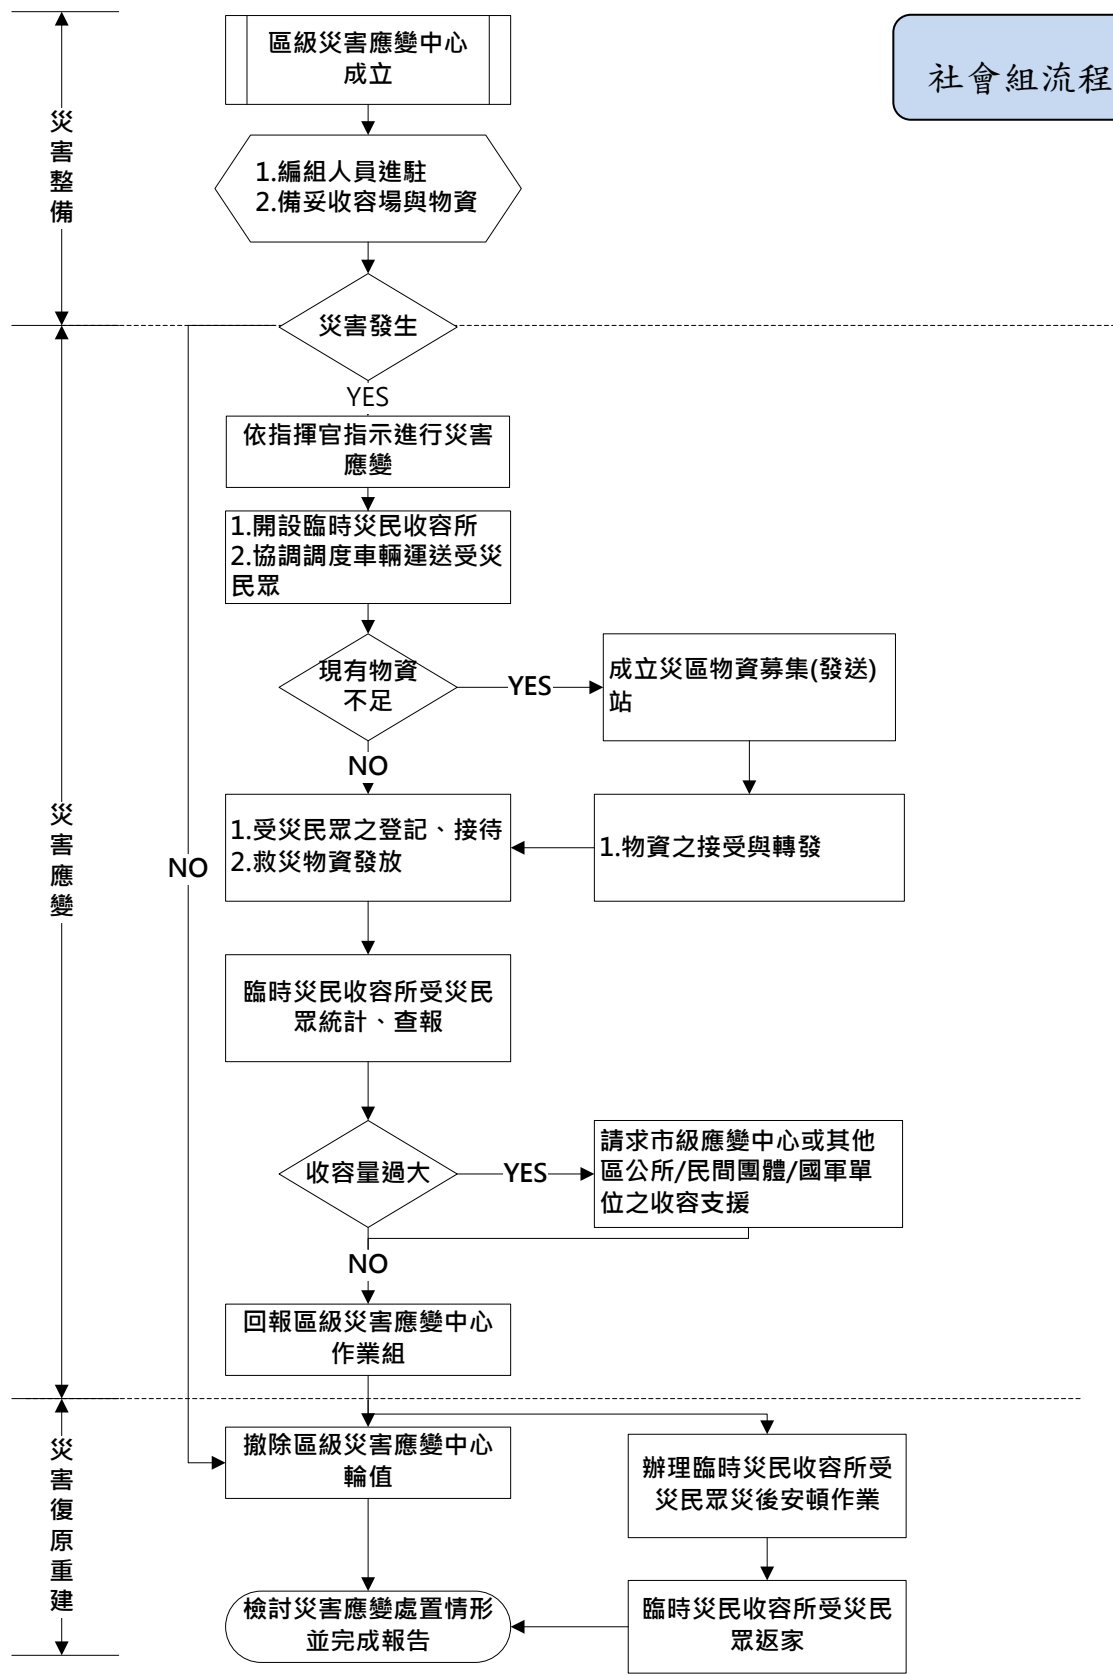 社會組流程
災害整備
區級災害應變中心
成立
1.編組人員進駐
2.備妥收容場與物資
災害發生
YES
NO
災害應變
依指揮官指示進行災害
應變
1.開設臨時災民收容所
2.協調調度車輛運送受災
民眾
現有物資
不足
YES
成立災區物資募集(發送)
站
NO
1.受災民眾之登記、接待
2.救災物資發放
1.物資之接受與轉發
臨時災民收容所受災民
眾統計、查報
收容量過大
YES
請求市級應變中心或其他
區公所/民間團體/國軍單
位之收容支援
NO
回報區級災害應變中心
作業組
災害復原重建
撤除區級災害應變中心
輪值
辦理臨時災民收容所受
災民眾災後安頓作業
檢討災害應變處置情形
並完成報告
臨時災民收容所受災民
眾返家